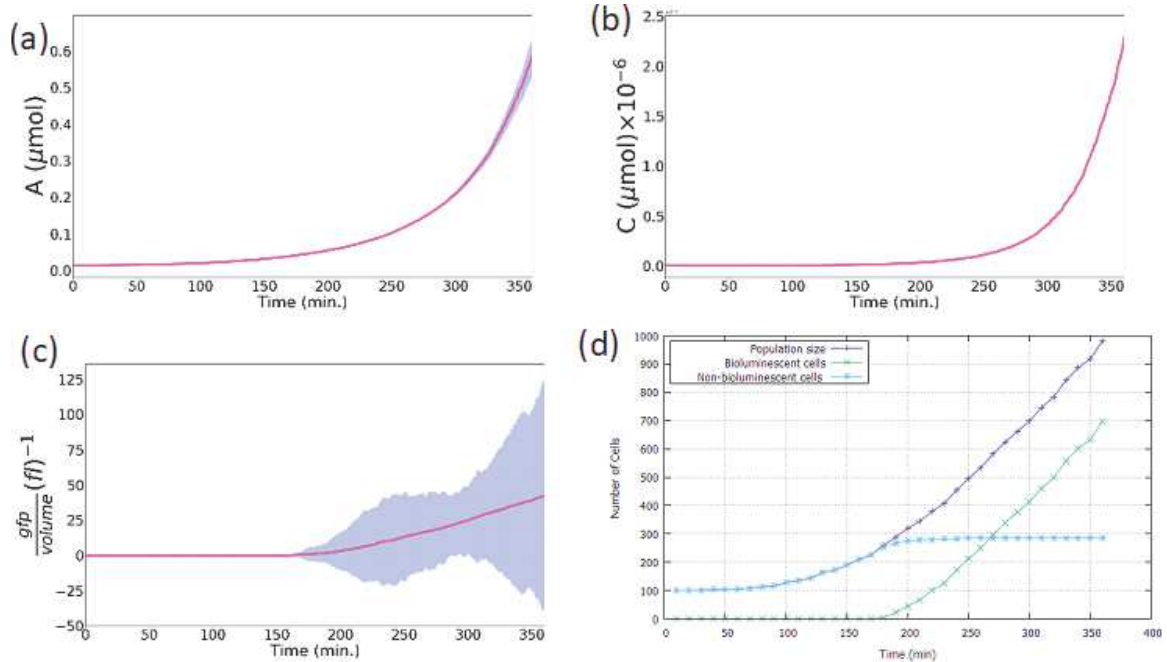 (a)
A (μmol)
0.6
0.5
0.4
0.3
0.2
0.1
0.0
0 50 100 150 200 250 300 350
Time (min.)
(b)
C (μmol)×10⁻⁶
2.5
2.0
1.5
1.0
0.5
0.0
0 50 100 150 200 250 300 350
Time (min.)
(c)
gfp
volume
(fl)⁻¹
125
100
75
50
25
0
−25
−50
0 50 100 150 200 250 300 350
Time (min.)
(d)
Population size
Bioluminescent cells
Non-bioluminescent cells
Number of Cells
1000
900
800
700
600
500
400
300
200
100
0
0 50 100 150 200 250 300 350 400
Time (min)